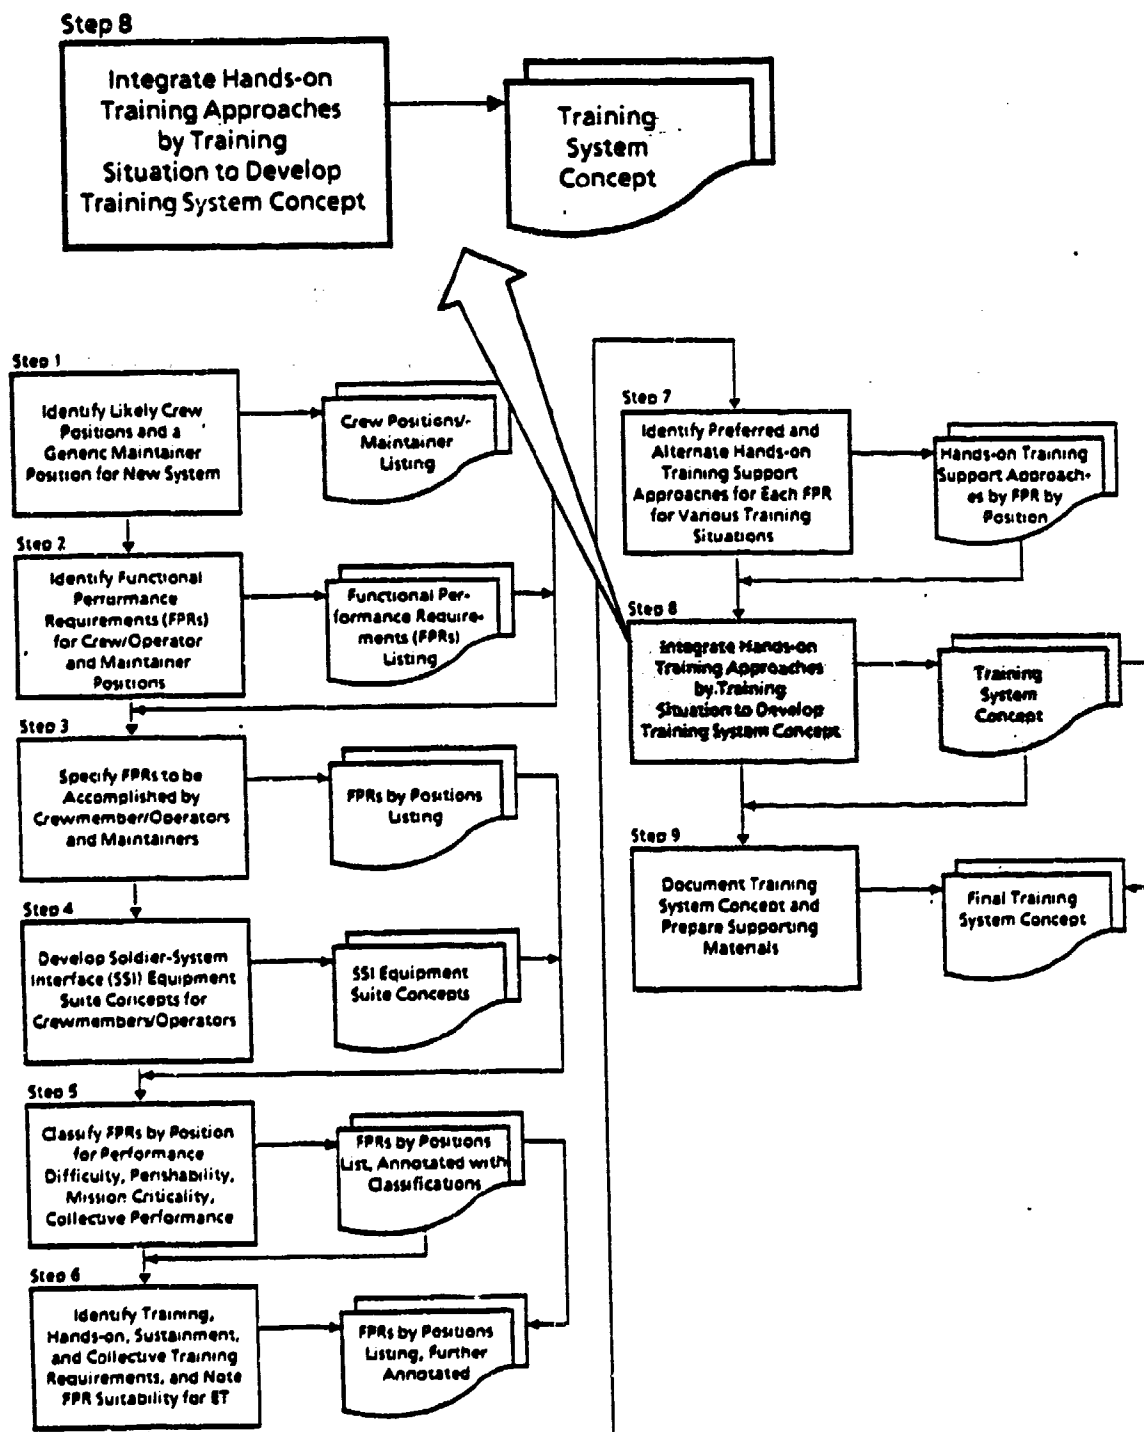 Step 8
Integrate Hands-on
Training Approaches
by Training
Situation to Develop
Training System Concept
Training
System
Concept
Step 1
Identify Likely Crew
Positions and a
Generic Maintainer
Position for New System
Crew Positions/-
Maintainer
Listing
Step 2
Identify Functional
Performance
Requirements (FPRs)
for Crew/Operator
and Maintainer
Positions
Functional Per-
formance Require-
ments (FPRs)
Listing
Step 3
Specify FPRs to be
Accomplished by
Crewmember/Operators
and Maintainers
FPRs by Positions
Listing
Step 4
Develop Soldier-System
Interface (SSI) Equipment
Suite Concepts for
Crewmembers/Operators
SSI Equipment
Suite Concepts
Step 5
Classify FPRs by Position
for Performance
Difficulty, Perishability,
Mission Criticality,
Collective Performance
FPRs by Positions
List, Annotated with
Classifications
Step 6
Identify Training,
Hands-on, Sustainment,
and Collective Training
Requirements, and Note
FPR Suitability for ET
FPRs by Positions
Listing, Further
Annotated
Step 7
Identify Preferred and
Alternate Hands-on
Training Support
Approaches for Each FPR
for Various Training
Situations
Hands-on Training
Support Approach-
es by FPR by
Position
Step 8
Integrate Hands-on
Training Approaches
by Training
Situation to Develop
Training System Concept
Training
System
Concept
Step 9
Document Training
System Concept and
Prepare Supporting
Materials
Final Training
System Concept